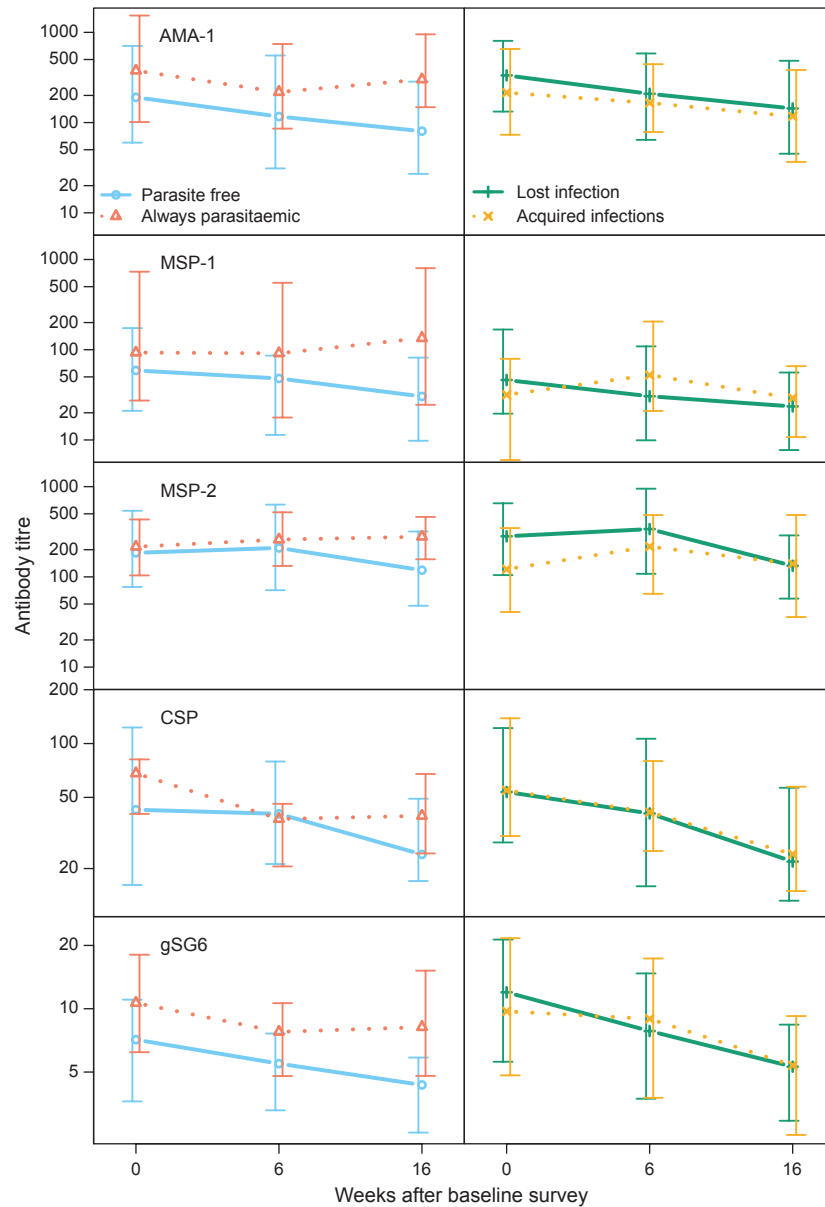 AMA-1
1000
500
200
100
50
20
10
Parasite free
Always parasitaemic
Lost infection
Acquired infections
MSP-1
1000
500
200
100
50
20
10
MSP-2
1000
500
200
100
50
20
10
Antibody titre
CSP
200
100
50
20
gSG6
20
10
5
0 6 16 0 6 16
Weeks after baseline survey